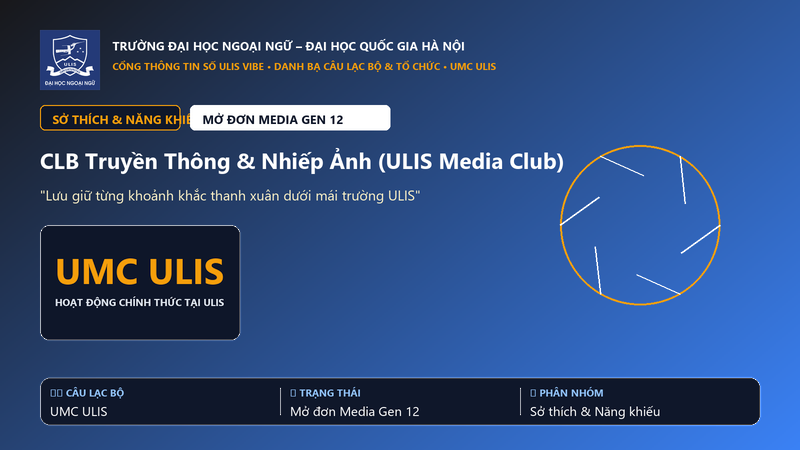 TRƯỜNG ĐẠI HỌC NGOẠI NGỮ – ĐẠI HỌC QUỐC GIA HÀ NỘI
CỔNG THÔNG TIN SỐ ULIS VIBE • DANH BẠ CÂU LẠC BỘ & TỔ CHỨC • UMC ULIS
ULIS
ĐẠI HỌC NGOẠI NGỮ
SỞ THÍCH & NĂNG KHIẾ
MỞ ĐƠN MEDIA GEN 12
CLB Truyền Thông & Nhiếp Ảnh (ULIS Media Club)
"Lưu giữ từng khoảnh khắc thanh xuân dưới mái trường ULIS"
UMC ULIS
HOẠT ĐỘNG CHÍNH THỨC TẠI ULIS
CÂU LẠC BỘ
UMC ULIS
TRẠNG THÁI
Mở đơn Media Gen 12
PHÂN NHÓM
Sở thích & Năng khiếu